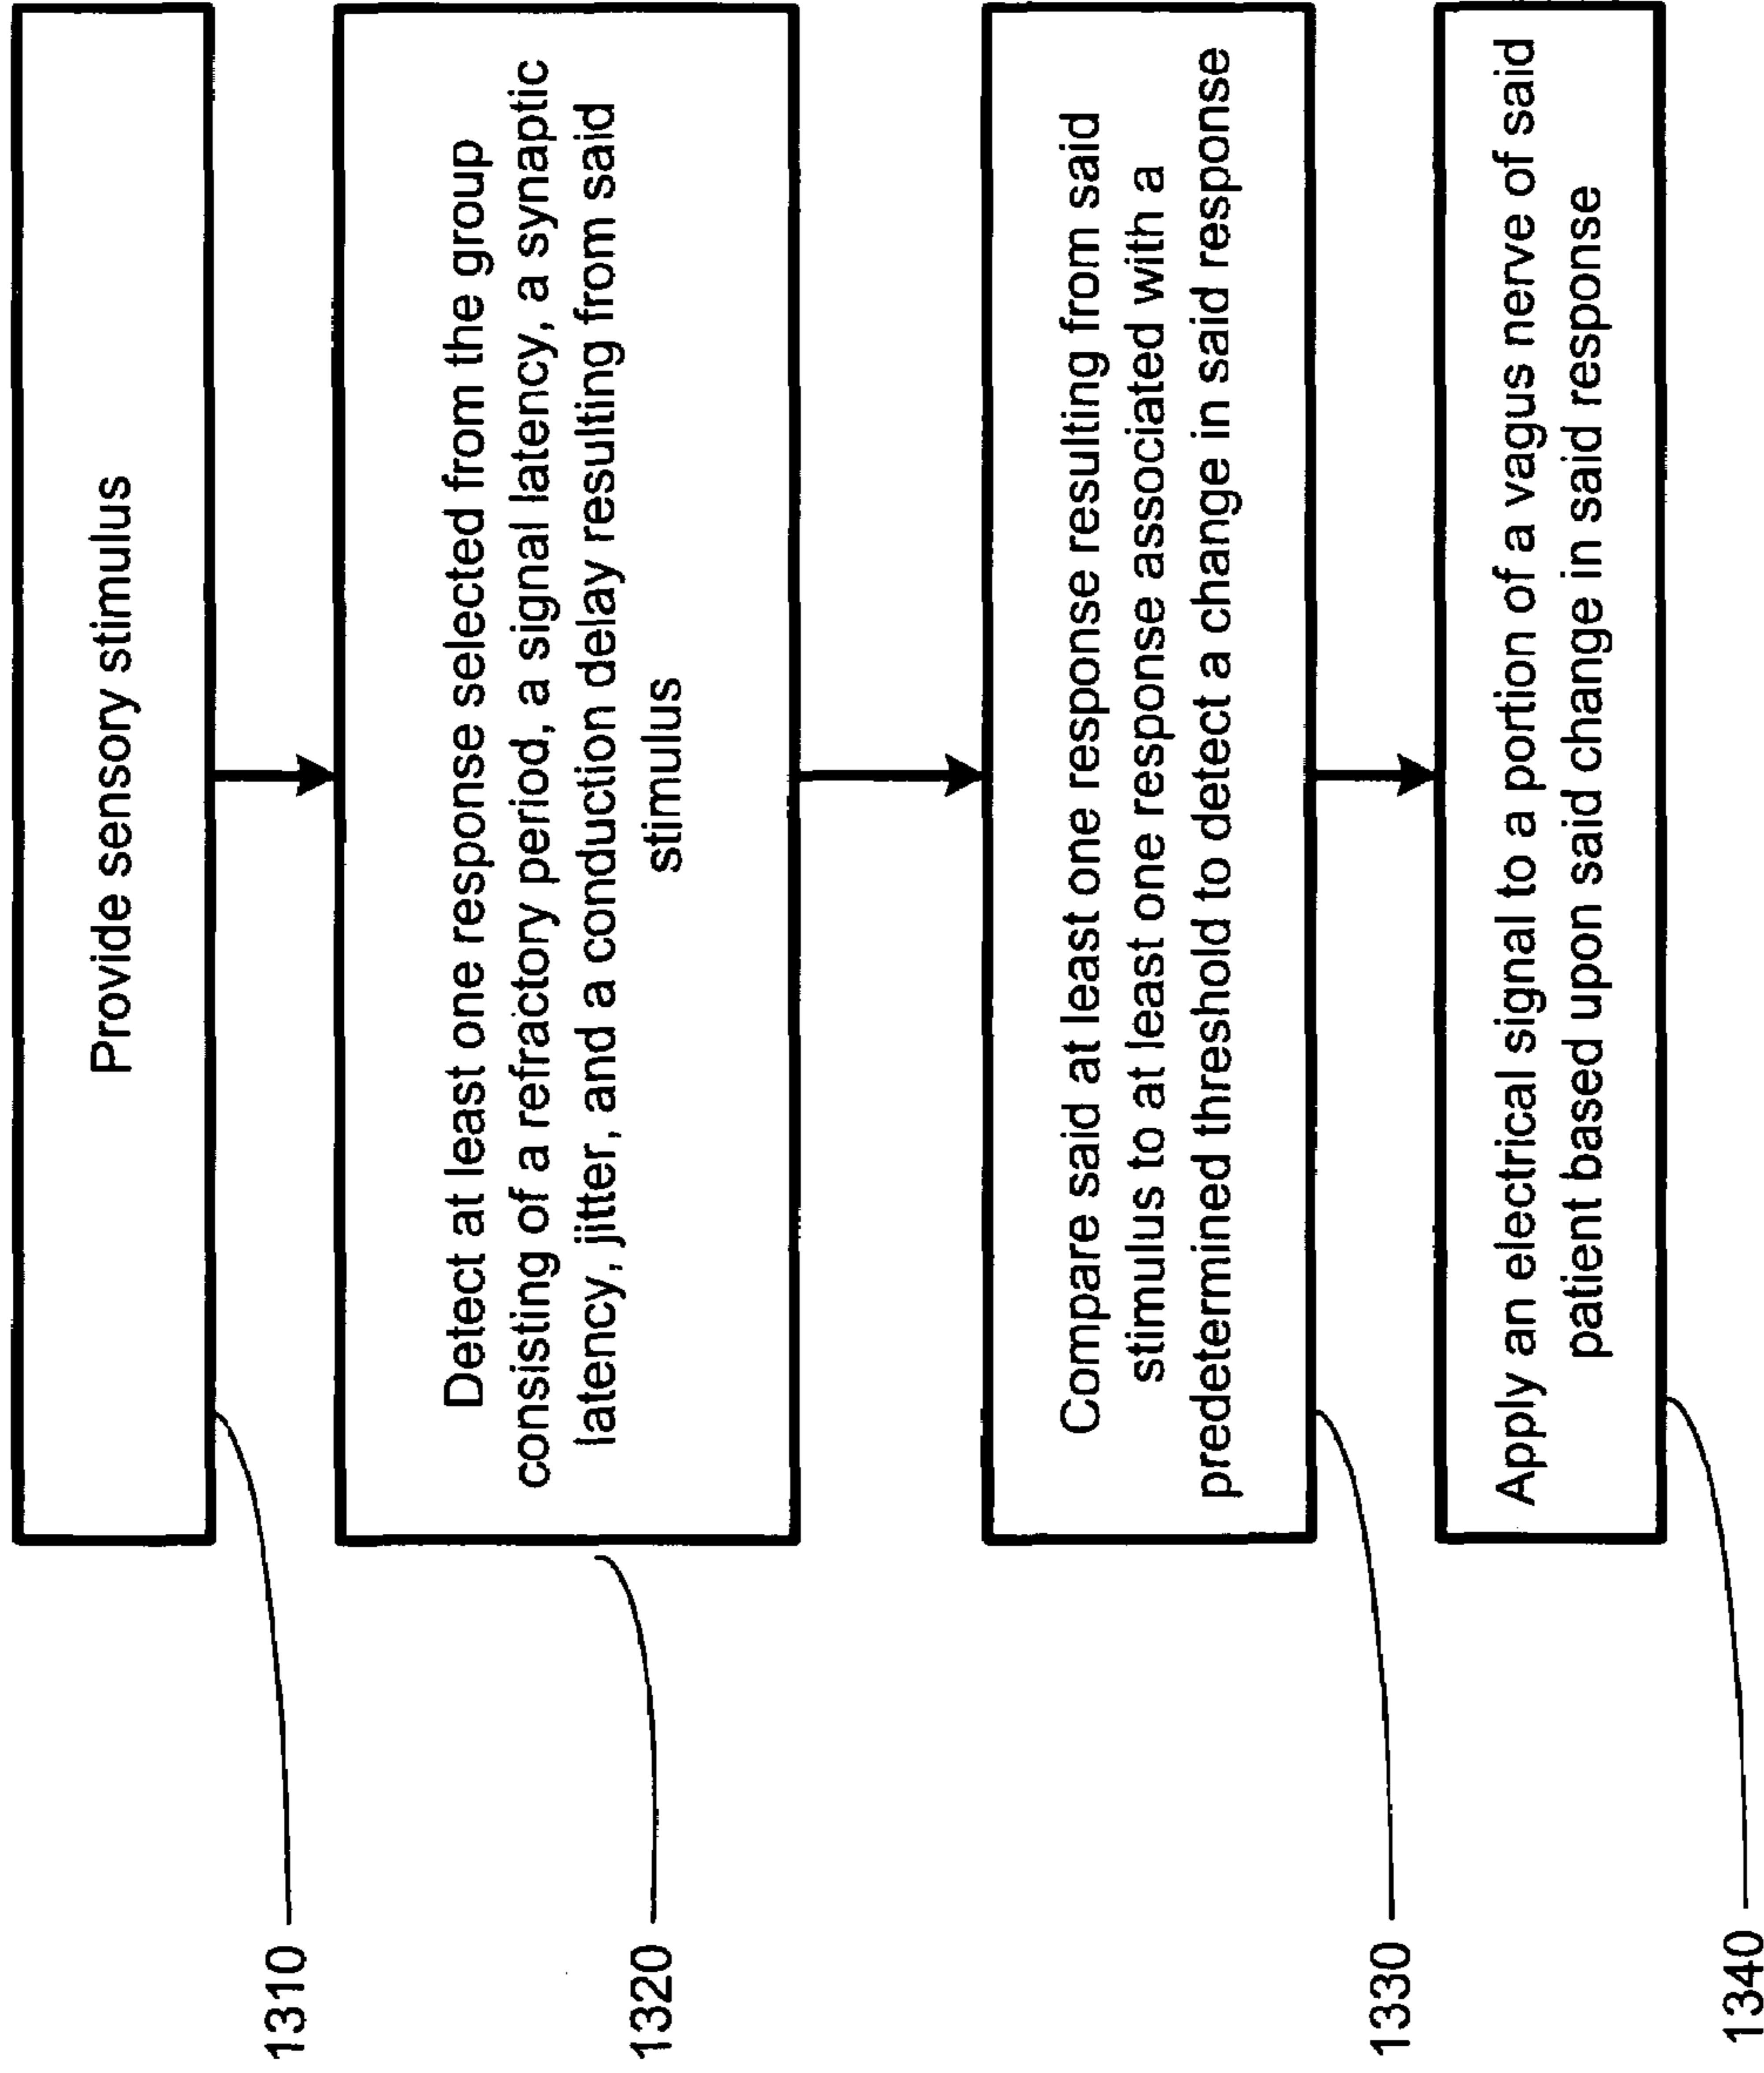 Provide sensory stimulus
1310
Detect at least one response selected from the group
consisting of a refractory period, a signal latency, a synaptic
latency, jitter, and a conduction delay resulting from said
stimulus
1320
Compare said at least one response resulting from said
stimulus to at least one response associated with a
predetermined threshold to detect a change in said response
1330
Apply an electrical signal to a portion of a vagus nerve of said
patient based upon said change in said response
1340